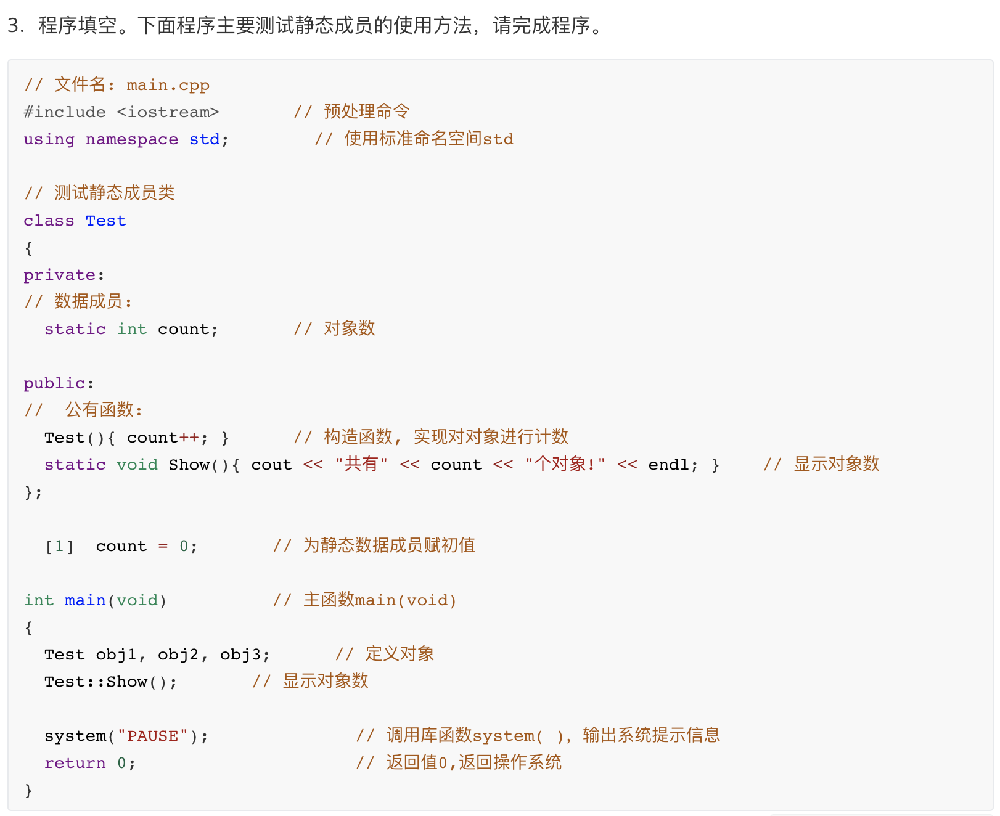 3. 程序填空。下面程序主要测试静态成员的使用方法，请完成程序。
// 文件名: main.cpp
#include <iostream>       // 预处理命令
using namespace std;        // 使用标准命名空间std
// 测试静态成员类
class Test
{
private:
// 数据成员:
  static int count;       // 对象数
public:
//  公有函数:
  Test(){ count++; }      // 构造函数, 实现对对象进行计数
  static void Show(){ cout << "共有" << count << "个对象!" << endl; }    // 显示对象数
};
  [1]  count = 0;       // 为静态数据成员赋初值
int main(void)          // 主函数main(void)
{
  Test obj1, obj2, obj3;      // 定义对象
  Test::Show();       // 显示对象数
  system("PAUSE");              // 调用库函数system( )，输出系统提示信息
  return 0;                     // 返回值0,返回操作系统
}